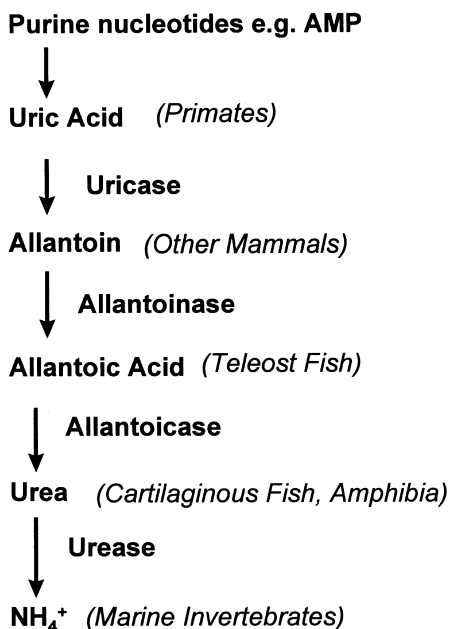 Purine nucleotides e.g. AMP
Uric Acid (Primates)
Uricase
Allantoin (Other Mammals)
Allantoinase
Allantoic Acid (Teleost Fish)
Allantoicase
Urea (Cartilaginous Fish, Amphibia)
Urease
NH₄⁺ (Marine Invertebrates)